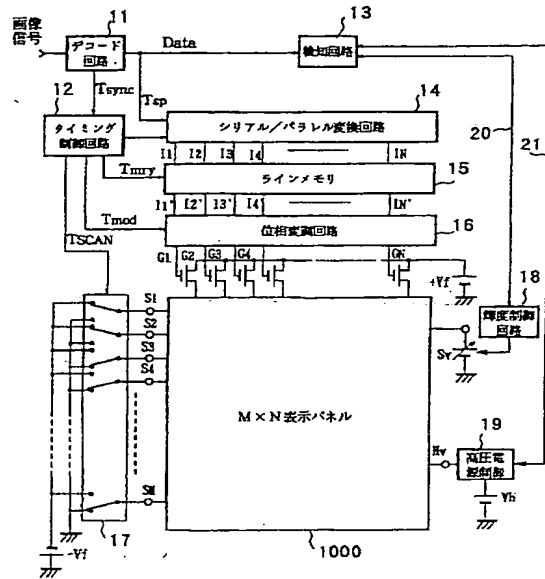 画像
信号
11
デコード
回路
Data
13
検知回路
12
Tsync
Tsp
14
タイミング
制御回路
シリアル/パラレル変換回路
20
21
I1 I2 I3 I4 IN
Tmry
ラインメモリ
15
I1' I2' I3' I4' IN'
Tmod
位相変調回路
16
TSCAN
G1 G2 G3 G4 GN
+Vf
18
輝度制御
回路
S1
S2
S3
S4
Sv
M×N表示パネル
19
Hv
高圧電
源制御
SM
Vh
17
-Vf
1000